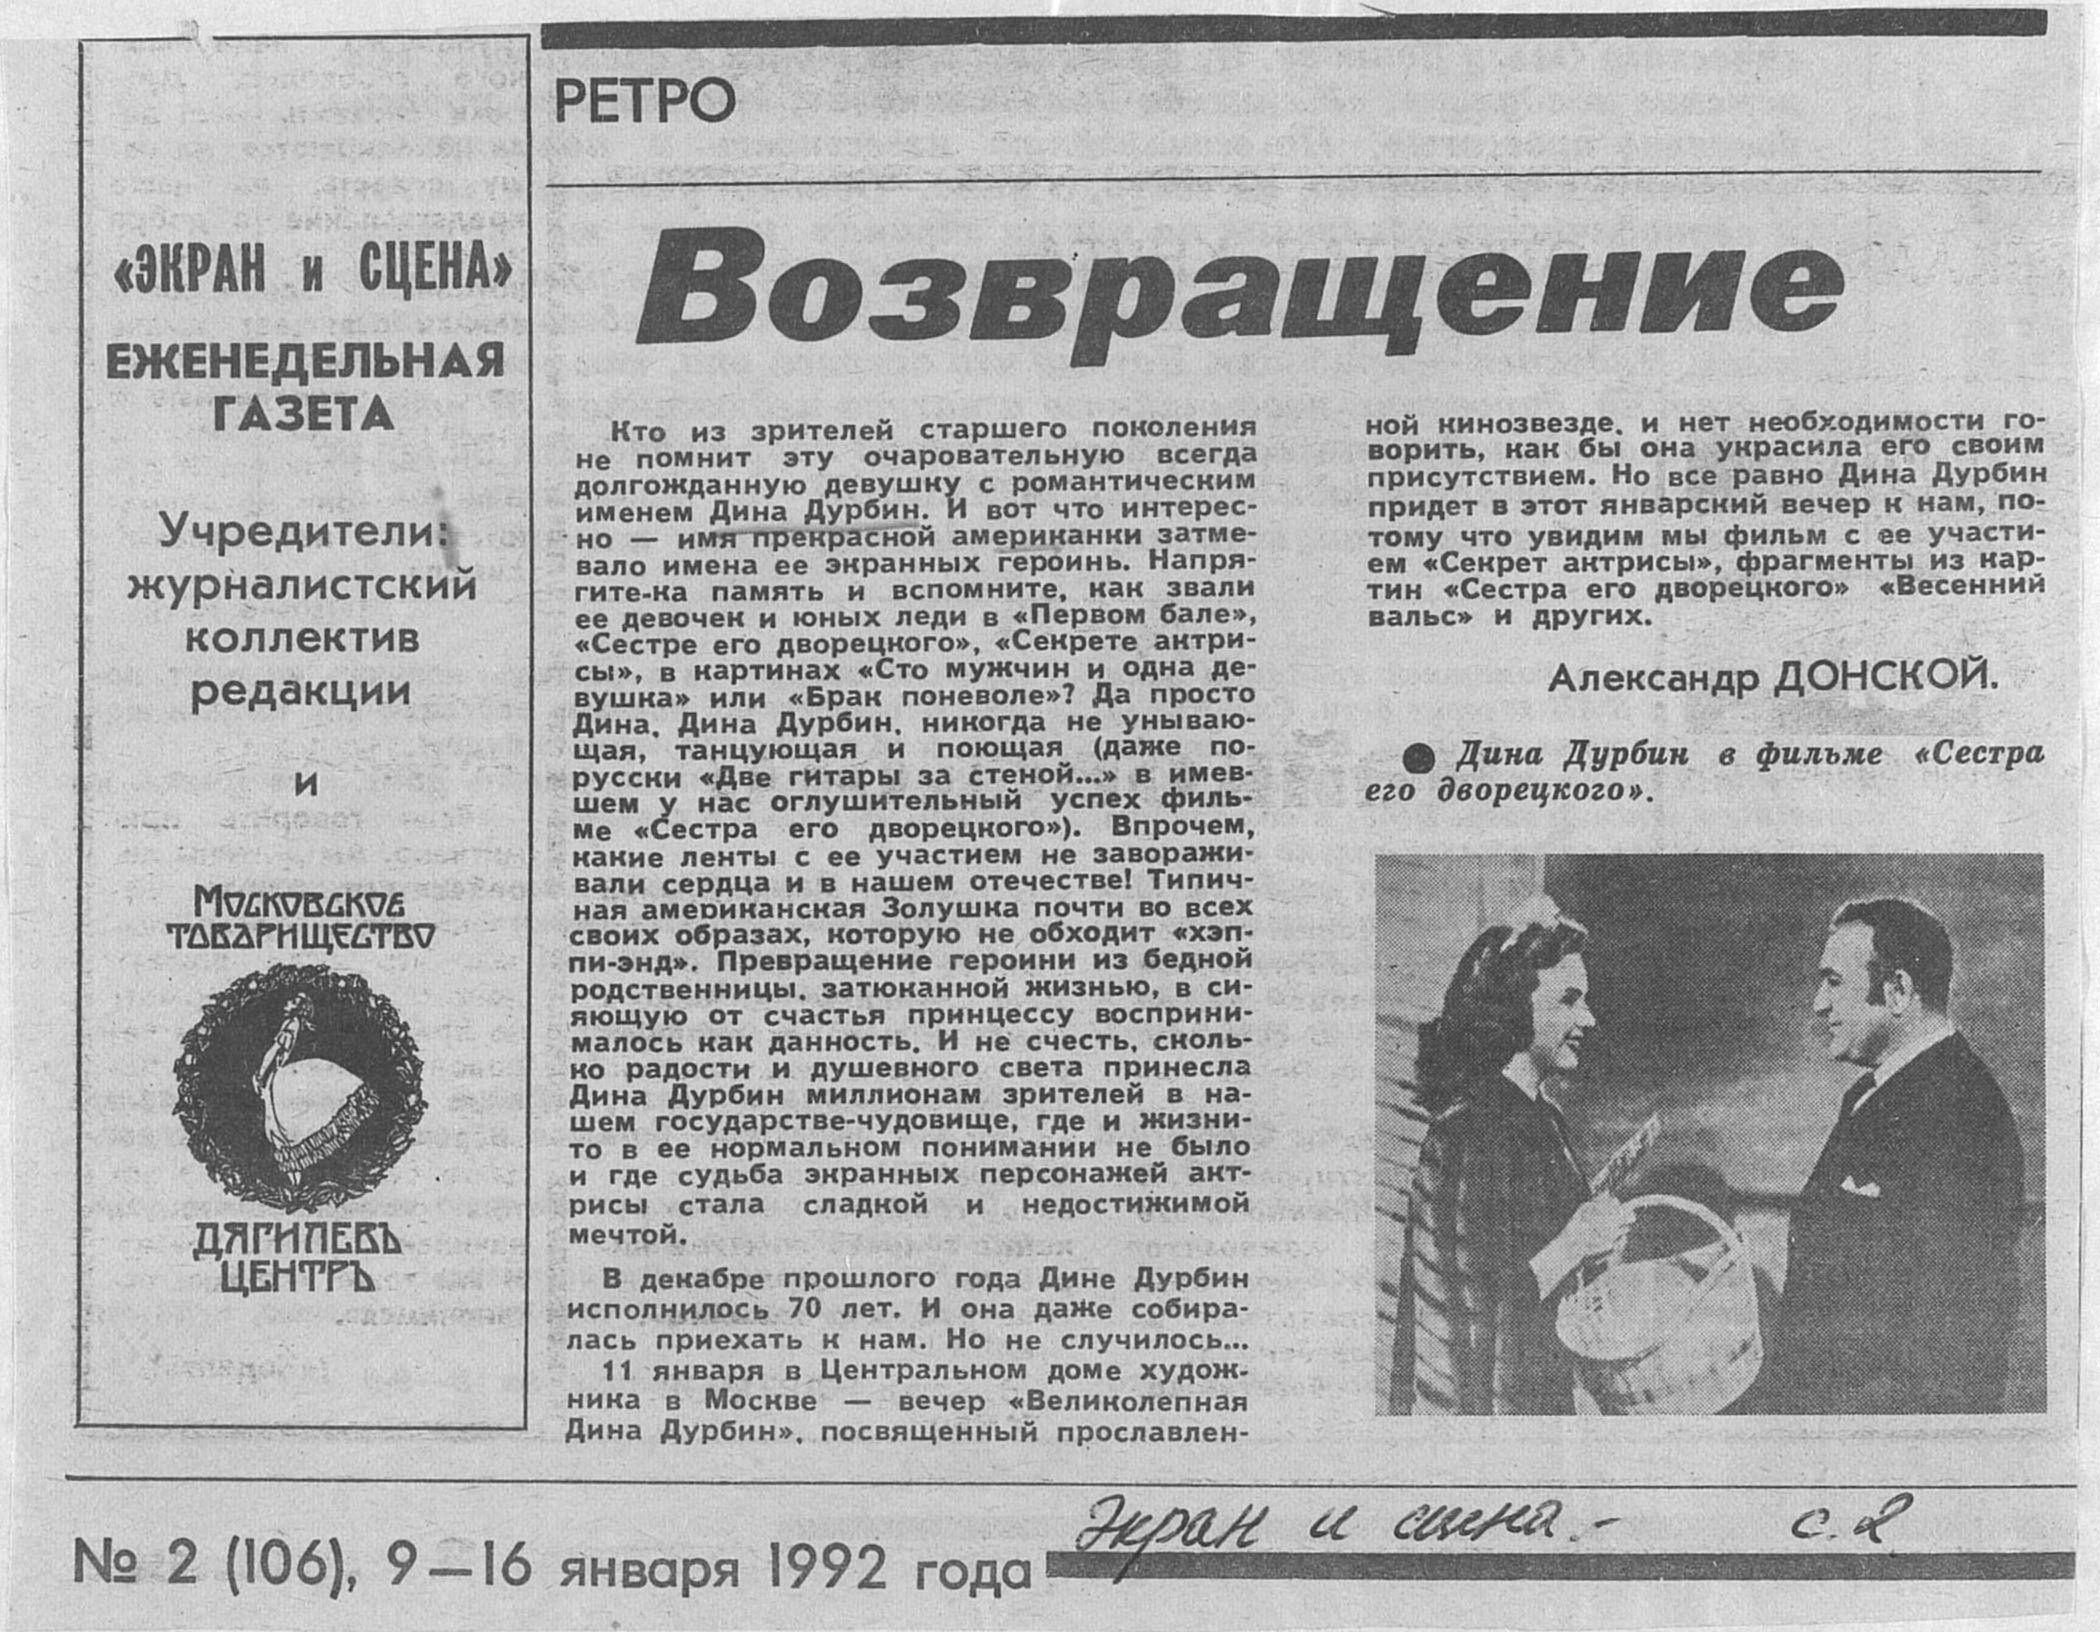 «ЭКРАН и СЦЕНА»
ЕЖЕНЕДЕЛЬНАЯ
ГАЗЕТА
Учредители:
журналистский
коллектив
редакции
и
МОСКОВСКОЕ
ТОВАРИЩЕСТВО
ДЯГИЛЕВЪ
ЦЕНТРЪ
РЕТРО
Возвращение
Кто из зрителей старшего поколения
не помнит эту очаровательную всегда
долгожданную девушку с романтическим
именем Дина Дурбин. И вот что интерес-
но — имя прекрасной американки затме-
вало имена ее экранных героинь. Напря-
гите-ка память и вспомните, как звали
ее девочек и юных леди в «Первом бале»,
«Сестре его дворецкого», «Секрете актри-
сы», в картинах «Сто мужчин и одна де-
вушка» или «Брак поневоле»? Да просто
Дина, Дина Дурбин, никогда не унываю-
щая, танцующая и поющая (даже по-
русски «Две гитары за стеной...» в имев-
шем у нас оглушительный успех филь-
ме «Сестра его дворецкого»). Впрочем,
какие ленты с ее участием не заворажи-
вали сердца и в нашем отечестве! Типич-
ная американская Золушка почти во всех
своих образах, которую не обходит «хэп-
пи-энд». Превращение героини из бедной
родственницы, затюканной жизнью, в си-
яющую от счастья принцессу восприни-
малось как данность. И не счесть, сколь-
ко радости и душевного света принесла
Дина Дурбин миллионам зрителей в на-
шем государстве-чудовище, где и жизни-
то в ее нормальном понимании не было
и где судьба экранных персонажей акт-
рисы стала сладкой и недостижимой
мечтой.
В декабре прошлого года Дине Дурбин
исполнилось 70 лет. И она даже собира-
лась приехать к нам. Но не случилось...
11 января в Центральном доме худож-
ника в Москве — вечер «Великолепная
Дина Дурбин», посвященный прославлен-
ной кинозвезде, и нет необходимости го-
ворить, как бы она украсила его своим
присутствием. Но все равно Дина Дурбин
придет в этот январский вечер к нам, по-
тому что увидим мы фильм с ее участи-
ем «Секрет актрисы», фрагменты из кар-
тин «Сестра его дворецкого» «Весенний
вальс» и других.
Александр ДОНСКОЙ.
● Дина Дурбин в фильме «Сестра
его дворецкого».
№ 2 (106), 9—16 января 1992 года
Экран и сцена. - с. 2